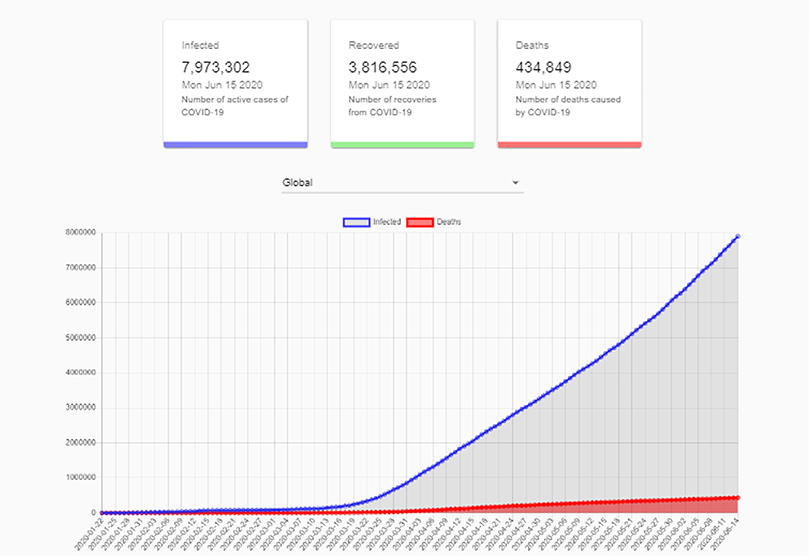 Infected
7,973,302
Mon Jun 15 2020
Number of active cases of
COVID-19
Recovered
3,816,556
Mon Jun 15 2020
Number of recoveries
from COVID-19
Deaths
434,849
Mon Jun 15 2020
Number of deaths caused
by COVID-19
Global
Infected Deaths
8000000
7000000
6000000
5000000
4000000
3000000
2000000
1000000
0
2020-01-22 2020-01-25 2020-01-28 2020-01-31 2020-02-03 2020-02-06 2020-02-09 2020-02-12 2020-02-15 2020-02-18 2020-02-21 2020-02-24 2020-02-27 2020-03-01 2020-03-04 2020-03-07 2020-03-10 2020-03-13 2020-03-16 2020-03-19 2020-03-22 2020-03-25 2020-03-28 2020-03-31 2020-04-03 2020-04-06 2020-04-09 2020-04-12 2020-04-15 2020-04-18 2020-04-21 2020-04-24 2020-04-27 2020-04-30 2020-05-03 2020-05-06 2020-05-09 2020-05-12 2020-05-15 2020-05-18 2020-05-21 2020-05-24 2020-05-27 2020-05-30 2020-06-02 2020-06-05 2020-06-08 2020-06-11 2020-06-14